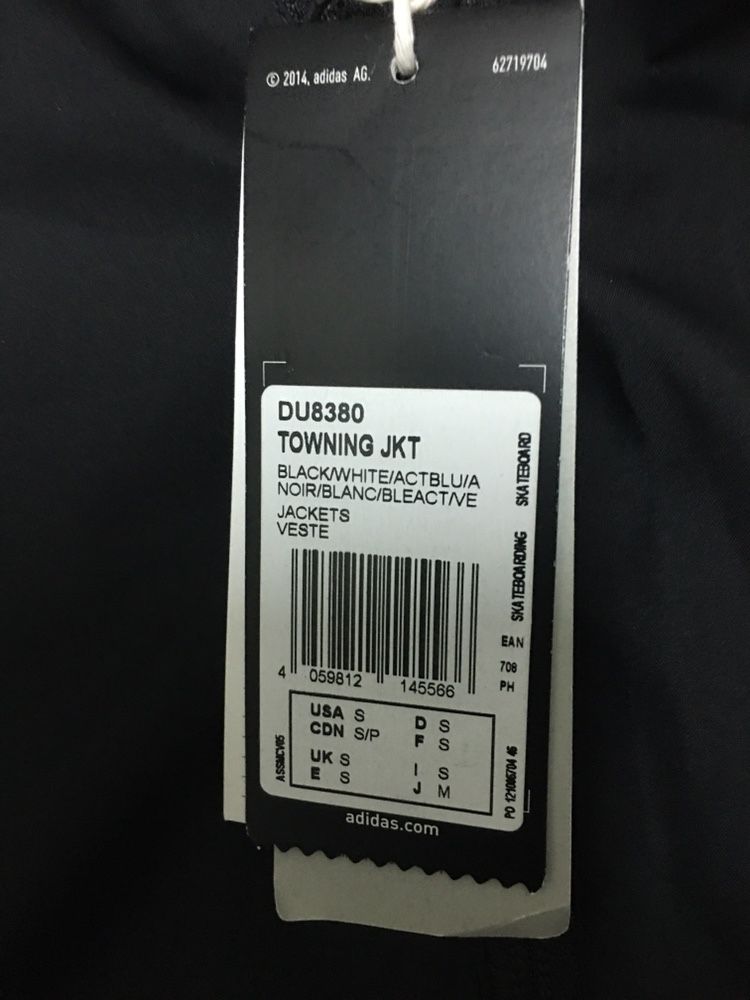 © 2014, adidas AG.
62719704
DU8380
TOWNING JKT
BLACK/WHITE/ACTBLU/A
NOIR/BLANC/BLEACT/VE
JACKETS
VESTE
SKATEBOARDING
SKATEBOARD
4 059812 145566
EAN
708
PH
USA S
CDN S/P
UK S
E S
D S
F S
I S
J M
adidas.com